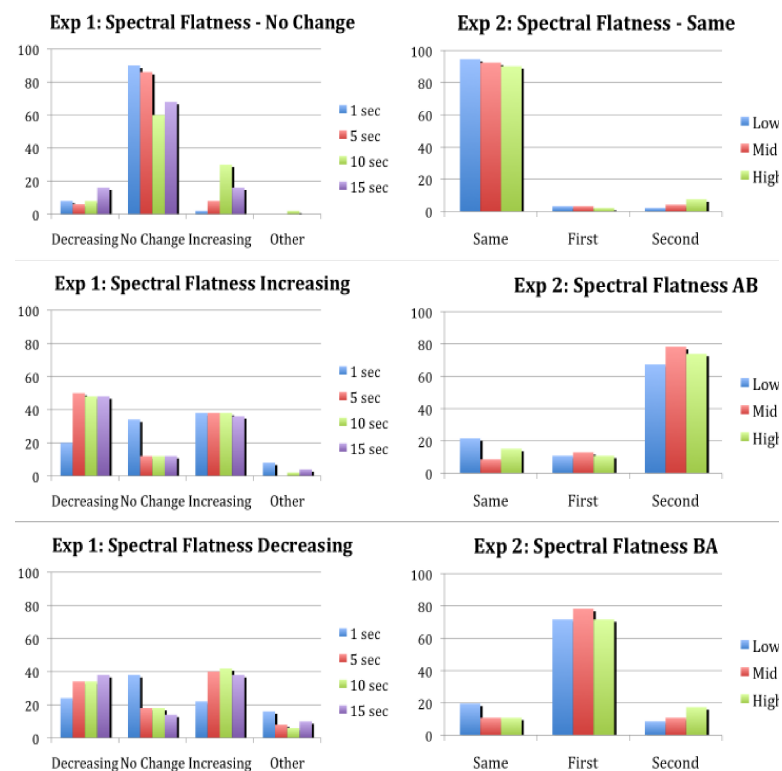 Exp 1: Spectral Flatness - No Change
100
80
60
40
20
0
Decreasing No Change Increasing Other
1 sec
5 sec
10 sec
15 sec
Exp 2: Spectral Flatness - Same
100
80
60
40
20
0
Same First Second
Low
Mid
High
Exp 1: Spectral Flatness Increasing
100
80
60
40
20
0
Decreasing No Change Increasing Other
1 sec
5 sec
10 sec
15 sec
Exp 2: Spectral Flatness AB
100
80
60
40
20
0
Same First Second
Low
Mid
High
Exp 1: Spectral Flatness Decreasing
100
80
60
40
20
0
Decreasing No Change Increasing Other
1 sec
5 sec
10 sec
15 sec
Exp 2: Spectral Flatness BA
100
80
60
40
20
0
Same First Second
Low
Mid
High